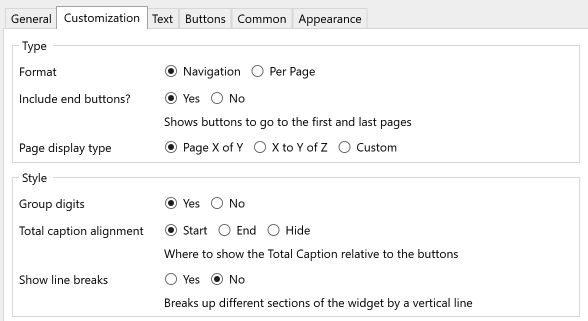 General Customization Text Buttons Common Appearance
Type
Format Navigation Per Page
Include end buttons? Yes No
Shows buttons to go to the first and last pages
Page display type Page X of Y X to Y of Z Custom
Style
Group digits Yes No
Total caption alignment Start End Hide
Where to show the Total Caption relative to the buttons
Show line breaks Yes No
Breaks up different sections of the widget by a vertical line